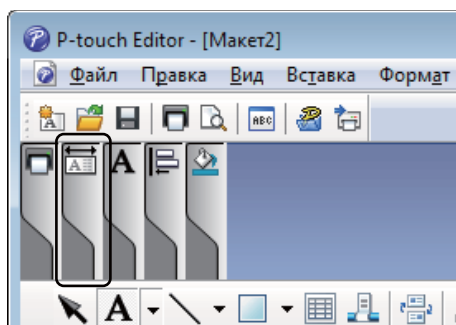 P-touch Editor - [Макет2]
Файл Правка Вид Вставка Формат
A ABC A
A A
A